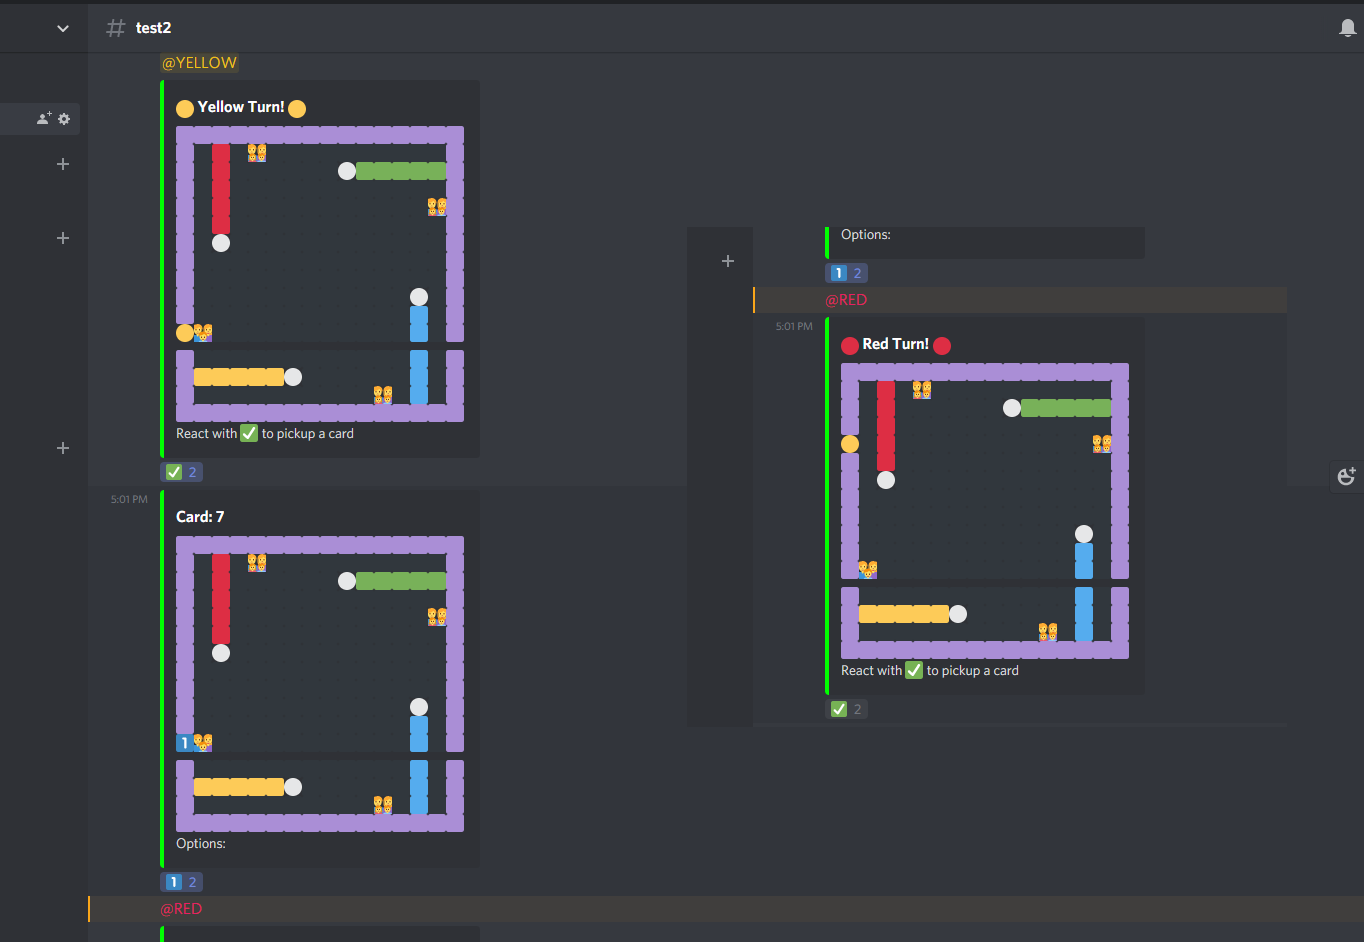 # test2
@YELLOW
Yellow Turn!
React with ✅ to pickup a card
✅ 2
5:01 PM
Card: 7
1
Options:
1 2
@RED
Options:
1 2
@RED
5:01 PM
Red Turn!
React with ✅ to pickup a card
✅ 2